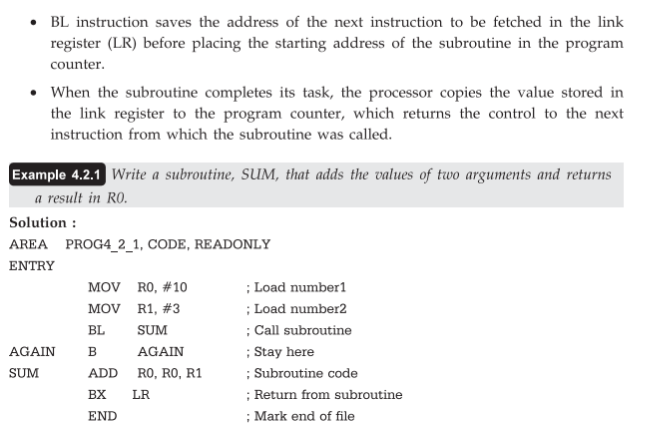 • BL instruction saves the address of the next instruction to be fetched in the link
register (LR) before placing the starting address of the subroutine in the program
counter.
• When the subroutine completes its task, the processor copies the value stored in
the link register to the program counter, which returns the control to the next
instruction from which the subroutine was called.
Example 4.2.1 Write a subroutine, SUM, that adds the values of two arguments and returns
a result in R0.
Solution :
AREA PROG4_2_1, CODE, READONLY
ENTRY
MOV R0, #10 ; Load number1
MOV R1, #3 ; Load number2
BL SUM ; Call subroutine
AGAIN B AGAIN ; Stay here
SUM ADD R0, R0, R1 ; Subroutine code
BX LR ; Return from subroutine
END ; Mark end of file